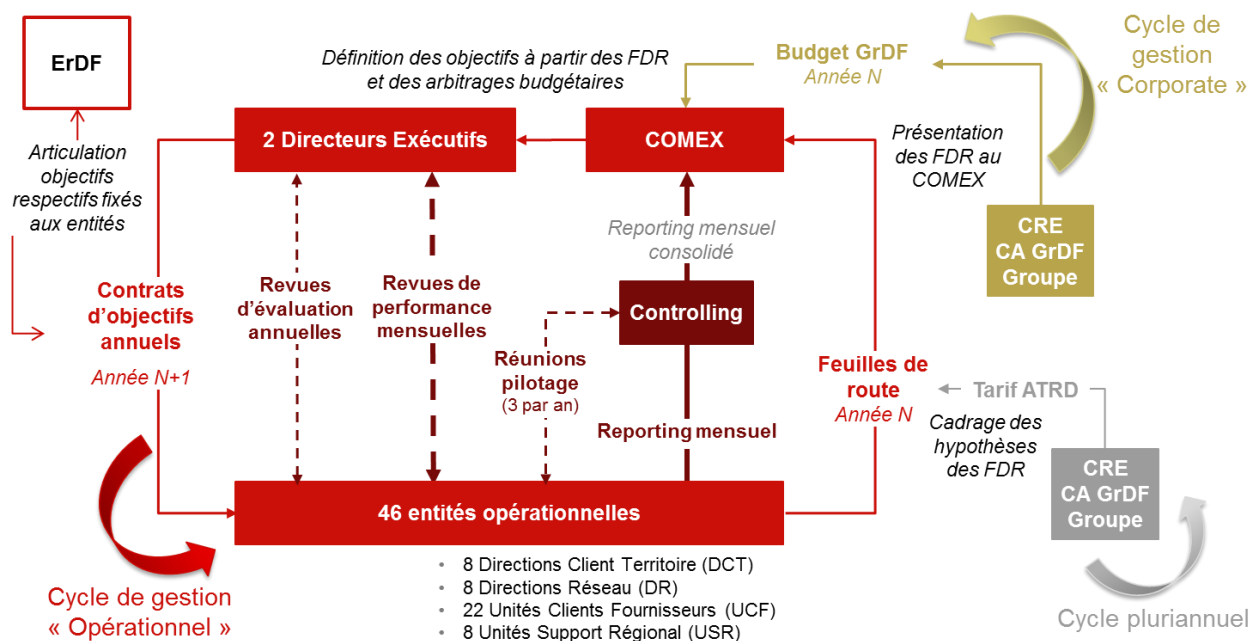 ErDF
Définition des objectifs à partir des FDR
et des arbitrages budgétaires
Budget GrDF
Année N
Cycle de
gestion
« Corporate »
2 Directeurs Exécutifs
COMEX
Articulation
objectifs
respectifs fixés
aux entités
Présentation
des FDR au
COMEX
CRE
CA GrDF
Groupe
Reporting mensuel
consolidé
Contrats
d'objectifs
annuels
Année N+1
Revues
d'évaluation
annuelles
Revues de
performance
mensuelles
Controlling
Réunions
pilotage
(3 par an)
Reporting mensuel
Feuilles de
route
Année N
Tarif ATRD
Cadrage des
hypothèses
des FDR
CRE
CA GrDF
Groupe
46 entités opérationnelles
• 8 Directions Client Territoire (DCT)
• 8 Directions Réseau (DR)
• 22 Unités Clients Fournisseurs (UCF)
• 8 Unités Support Régional (USR)
Cycle de gestion
« Opérationnel »
Cycle pluriannuel